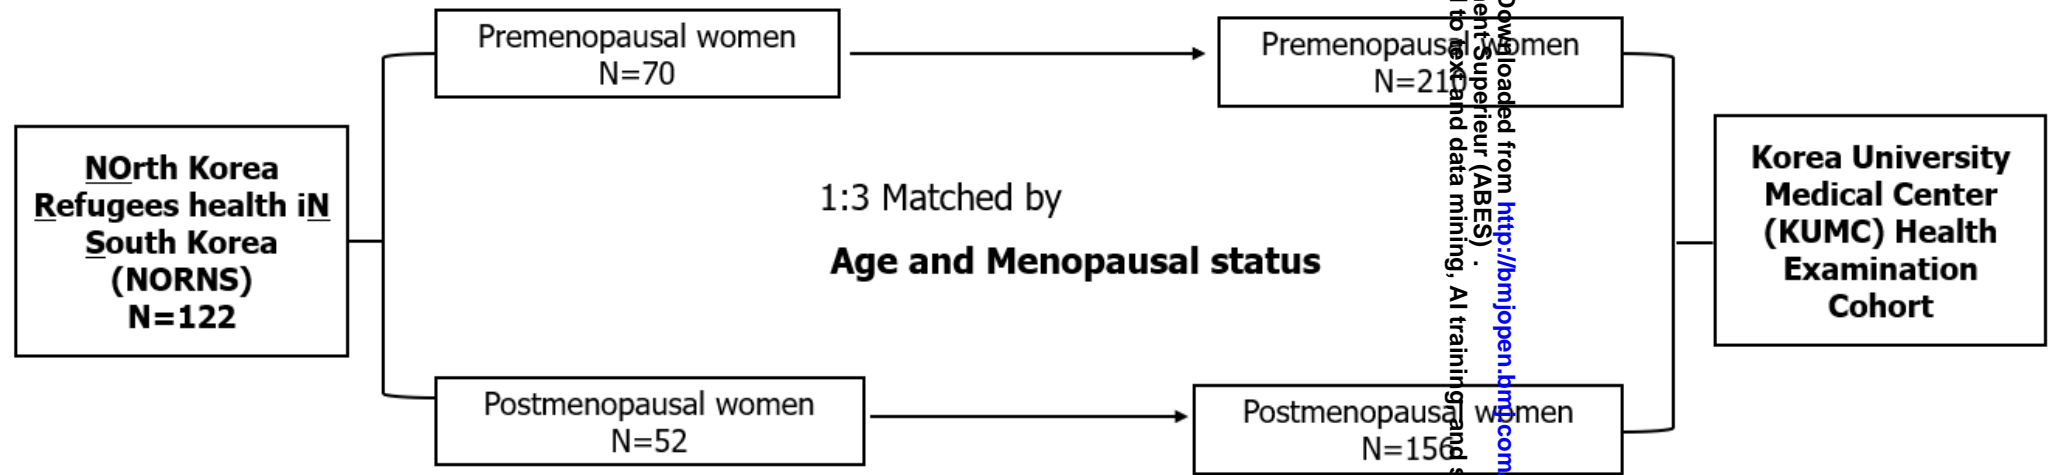 NOrth Korea
Refugees health iN
South Korea
(NORNS)
N=122
Premenopausal women
N=70
Postmenopausal women
N=52
1:3 Matched by
Age and Menopausal status
Premenopausal women
N=210
Postmenopausal women
N=156
Korea University
Medical Center
(KUMC) Health
Examination
Cohort
Downloaded from http://bmjopen.bmj.com
Superieur (ABES) .
to text and data mining, AI training, and